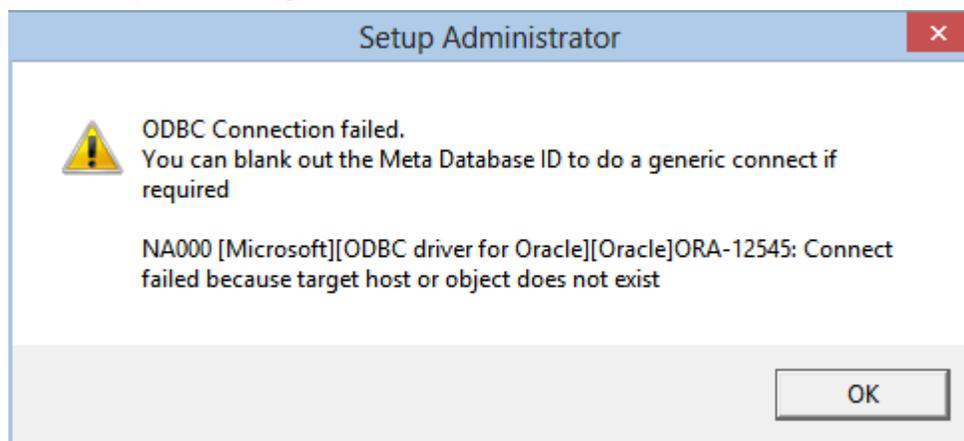 Setup Administrator
ODBC Connection failed.
You can blank out the Meta Database ID to do a generic connect if
required
NA000 [Microsoft][ODBC driver for Oracle][Oracle]ORA-12545: Connect
failed because target host or object does not exist
OK